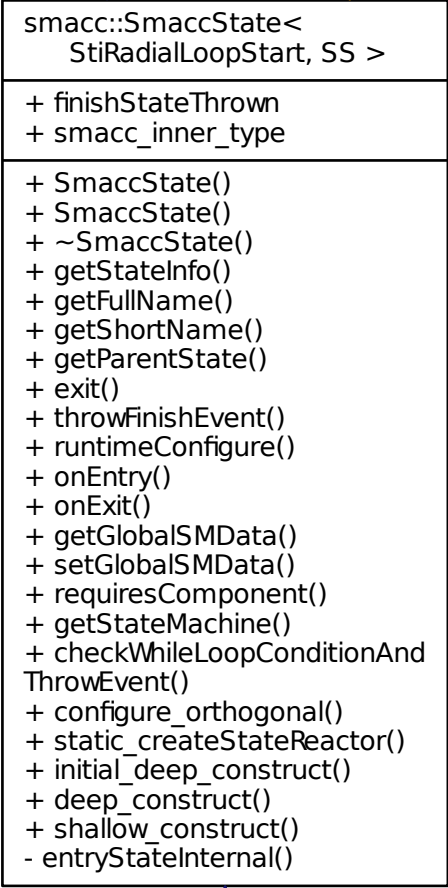 smacc::SmaccState<
StiRadialLoopStart, SS >
+ finishStateThrown
+ smacc_inner_type
+ SmaccState()
+ SmaccState()
+ ~SmaccState()
+ getStateInfo()
+ getFullName()
+ getShortName()
+ getParentState()
+ exit()
+ throwFinishEvent()
+ runtimeConfigure()
+ onEntry()
+ onExit()
+ getGlobalSMData()
+ setGlobalSMData()
+ requiresComponent()
+ getStateMachine()
+ checkWhileLoopConditionAnd
ThrowEvent()
+ configure_orthogonal()
+ static_createStateReactor()
+ initial_deep_construct()
+ deep_construct()
+ shallow_construct()
- entryStateInternal()